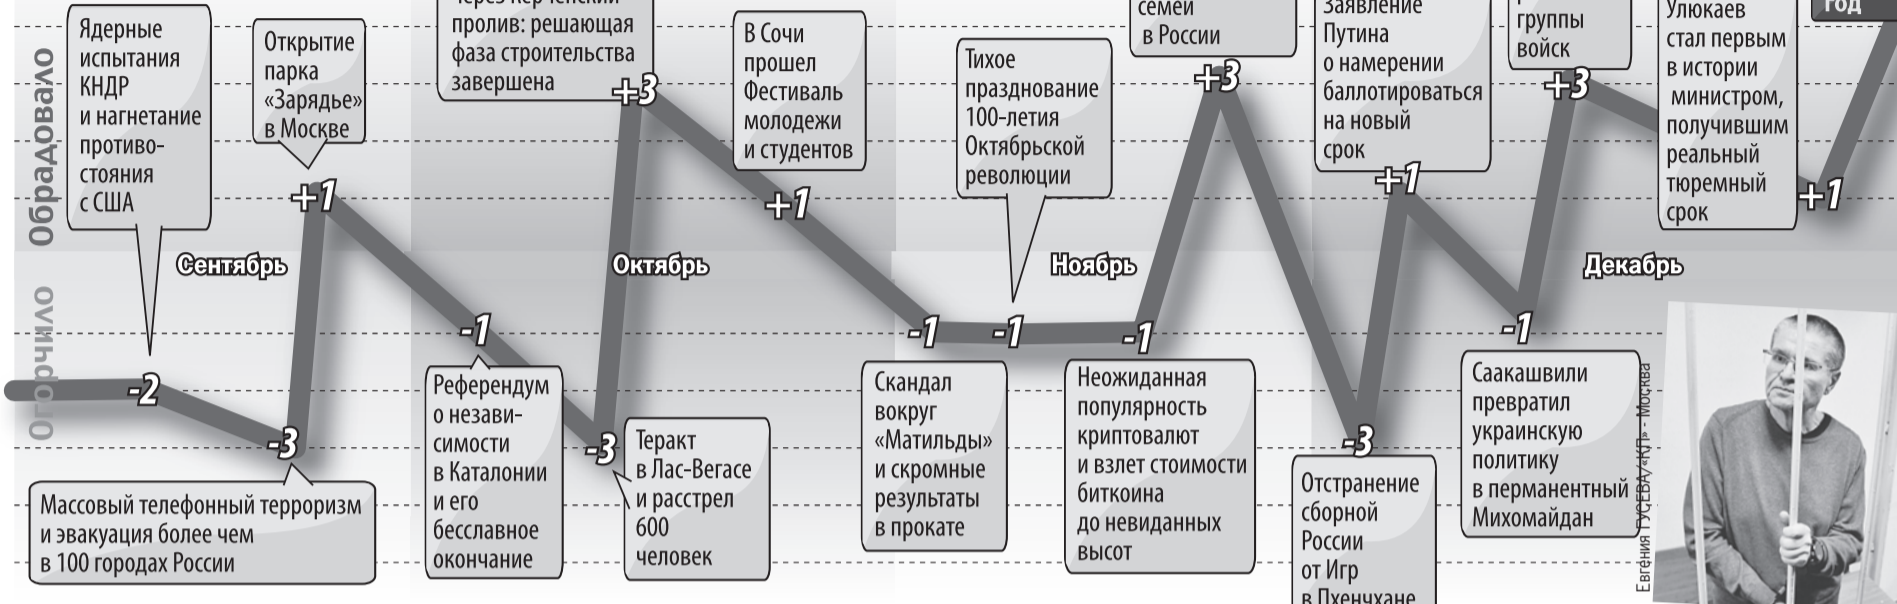 Обрадовало
Огорчило
Ядерные
испытания
КНДР
и нагнетание
противо-
стояния
с США
-2
Сентябрь
Массовый телефонный терроризм
и эвакуация более чем
в 100 городах России
-3
Открытие
парка
«Зарядье»
в Москве
+1
Референдум
о незави-
симости
в Каталонии
и его
бесславное
окончание
-1
Теракт
в Лас-Вегасе
и расстрел
600
человек
-3
через Керченский
пролив: решающая
фаза строительства
завершена
+3
Октябрь
В Сочи
прошел
Фестиваль
молодежи
и студентов
+1
Скандал
вокруг
«Матильды»
и скромные
результаты
в прокате
-1
Тихое
празднование
100-летия
Октябрьской
революции
-1
Ноябрь
Неожиданная
популярность
криптовалют
и взлет стоимости
биткоина
до невиданных
высот
-1
семей
в России
+3
Отстранение
сборной
России
от Игр
в Пхенчхане
-3
Заявление
Путина
о намерении
баллотироваться
на новый
срок
+1
Саакашвили
превратил
украинскую
политику
в перманентный
Михомайдан
-1
группы
войск
+3
Декабрь
Улюкаев
стал первым
в истории
министром,
получившим
реальный
тюремный
срок
+1
год
Евгения ГУСЕВА/«КП» - Москва